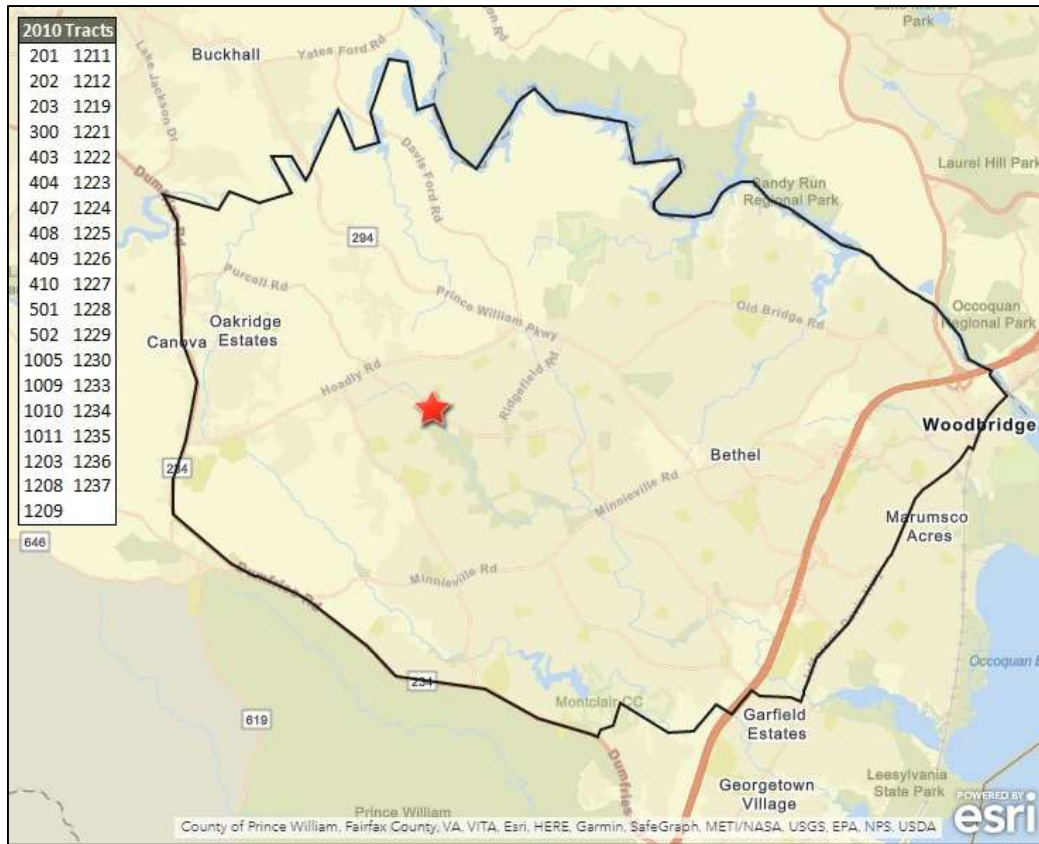 2010 Tracts
201 1211
202 1212
203 1219
300 1221
403 1222
404 1223
407 1224
408 1225
409 1226
410 1227
501 1228
502 1229
1005 1230
1009 1233
1010 1234
1011 1235
1203 1236
1208 1237
1209
Buckhall
Yates Ford Rd
Lake Jackson Dr
Park
Laurel Hill Park
Davis Ford Rd
Sandy Run
Regional Park
294
Purcell Rd
Prince William Pkwy
Old Bridge Rd
Occoquan
Regional Park
Oakridge
Estates
Canova
Hoadly Rd
Ridgefield Rd
Woodbridge
Bethel
234
Minnieville Rd
Marumsco
Acres
646
Dumfries Rd
Minnieville Rd
Occoquan
234
Montclair CC
619
Garfield
Estates
Dumfries
Georgetown
Village
Leesylvania
State Park
Prince William
POWERED BY
esri
County of Prince William, Fairfax County, VA, VITA, Esri, HERE, Garmin, SafeGraph, METI/NASA, USGS, EPA, NPS, USDA